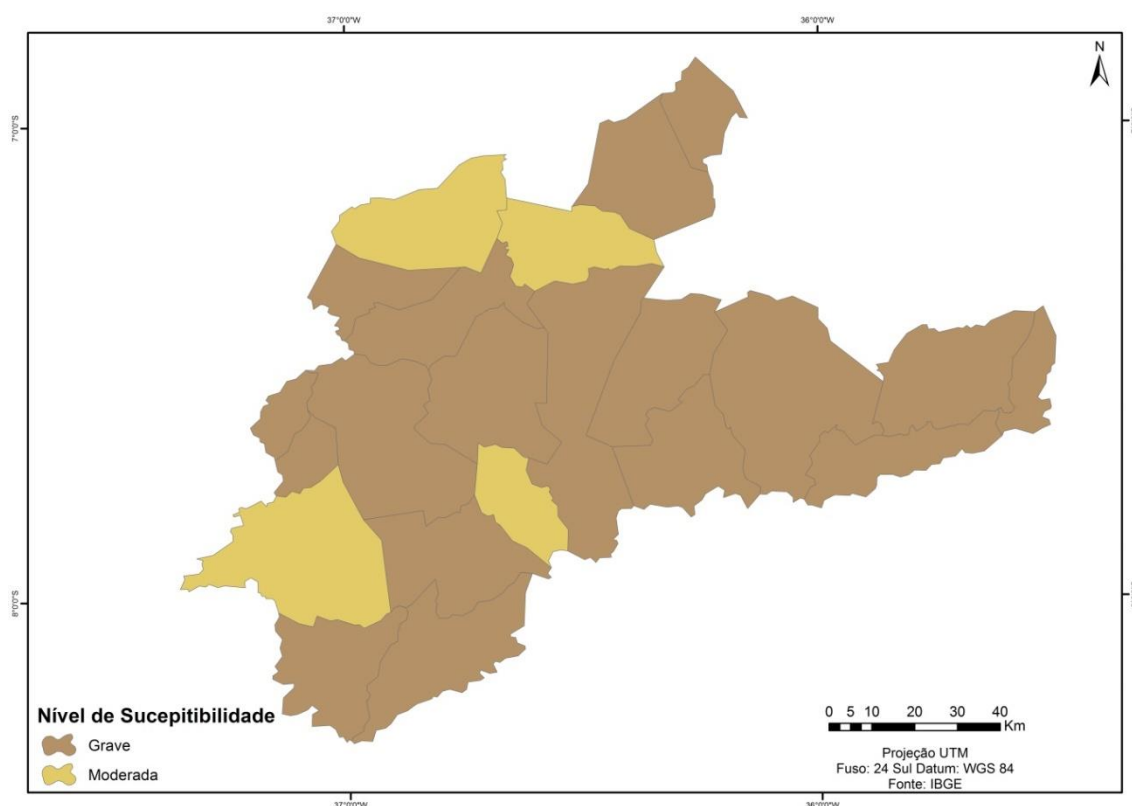 37°0'0"W
36°0'0"W
N
7°0'0"S
8°0'0"S
Nível de Sucepitibilidade
Grave
Moderada
0 5 10 20 30 40
Km
Projeção UTM
Fuso: 24 Sul Datum: WGS 84
Fonte: IBGE
37°0'0"W
36°0'0"W